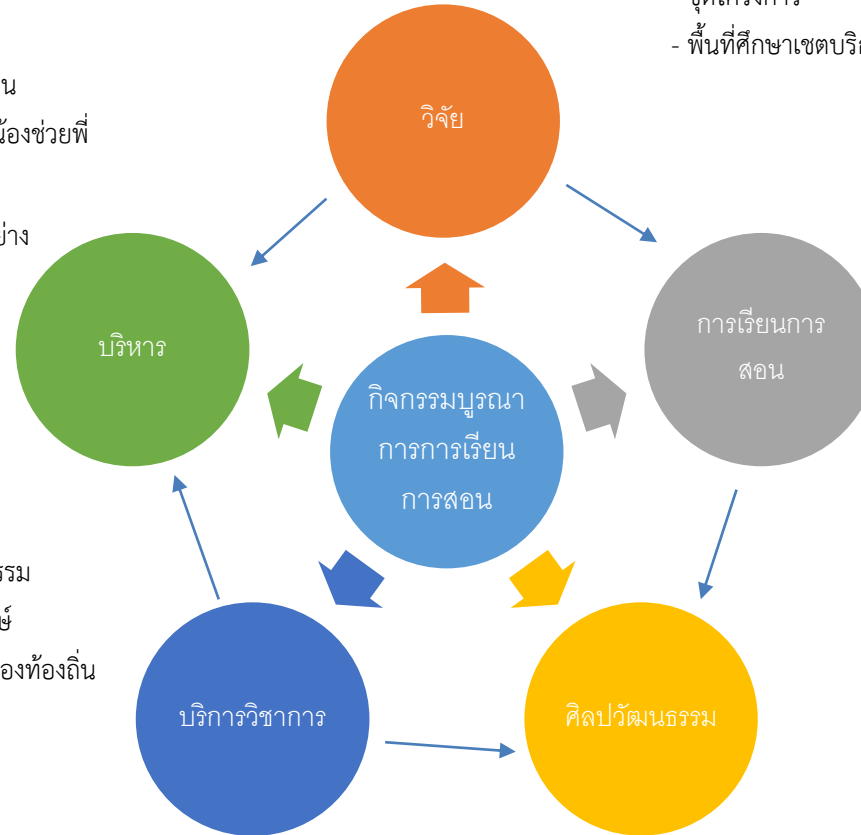 - พื้นที่ศึกษาเชตบริ
น
น้องช่วยพี่
ย่าง
วิจัย
บริหาร
การเรียนการ
สอน
กิจกรรมบูรณา
การการเรียน
การสอน
รรม
ษ์
องท้องถิ่น
บริการวิชาการ
ศิลปวัฒนธรรม